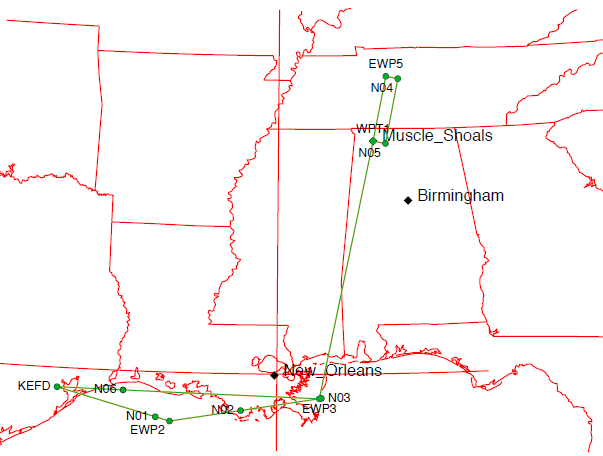 EWP5
N04
WPT1
Muscle_Shoals
N05
Birmingham
New_Orleans
KEFD
N06
N03
EWP3
N02
N01
EWP2